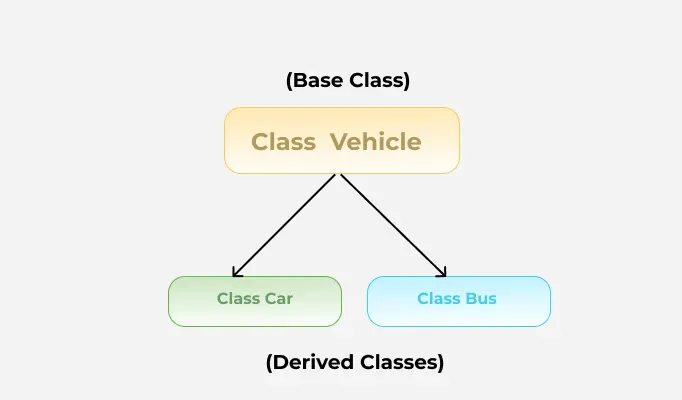 (Base Class)
Class Vehicle
Class Car
Class Bus
(Derived Classes)